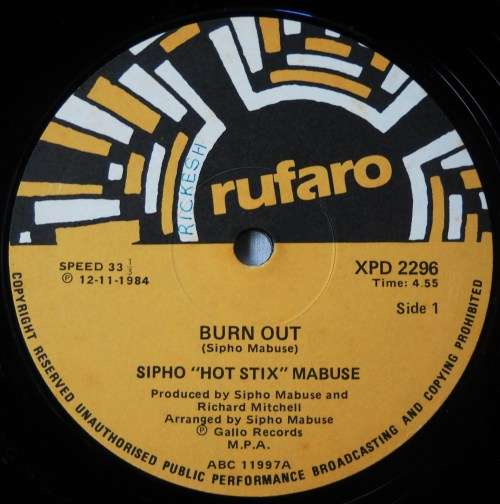 RICKESH
rufaro
SPEED 33 1/3
℗ 12-11-1984
XPD 2296
Time: 4.55
Side 1
BURN OUT
(Sipho Mabuse)
SIPHO "HOT STIX" MABUSE
Produced by Sipho Mabuse and
Richard Mitchell
Arranged by Sipho Mabuse
℗ Gallo Records
M.P.A.
ABC 11997A
COPYRIGHT RESERVED UNAUTHORISED PUBLIC PERFORMANCE BROADCASTING AND COPYING PROHIBITED